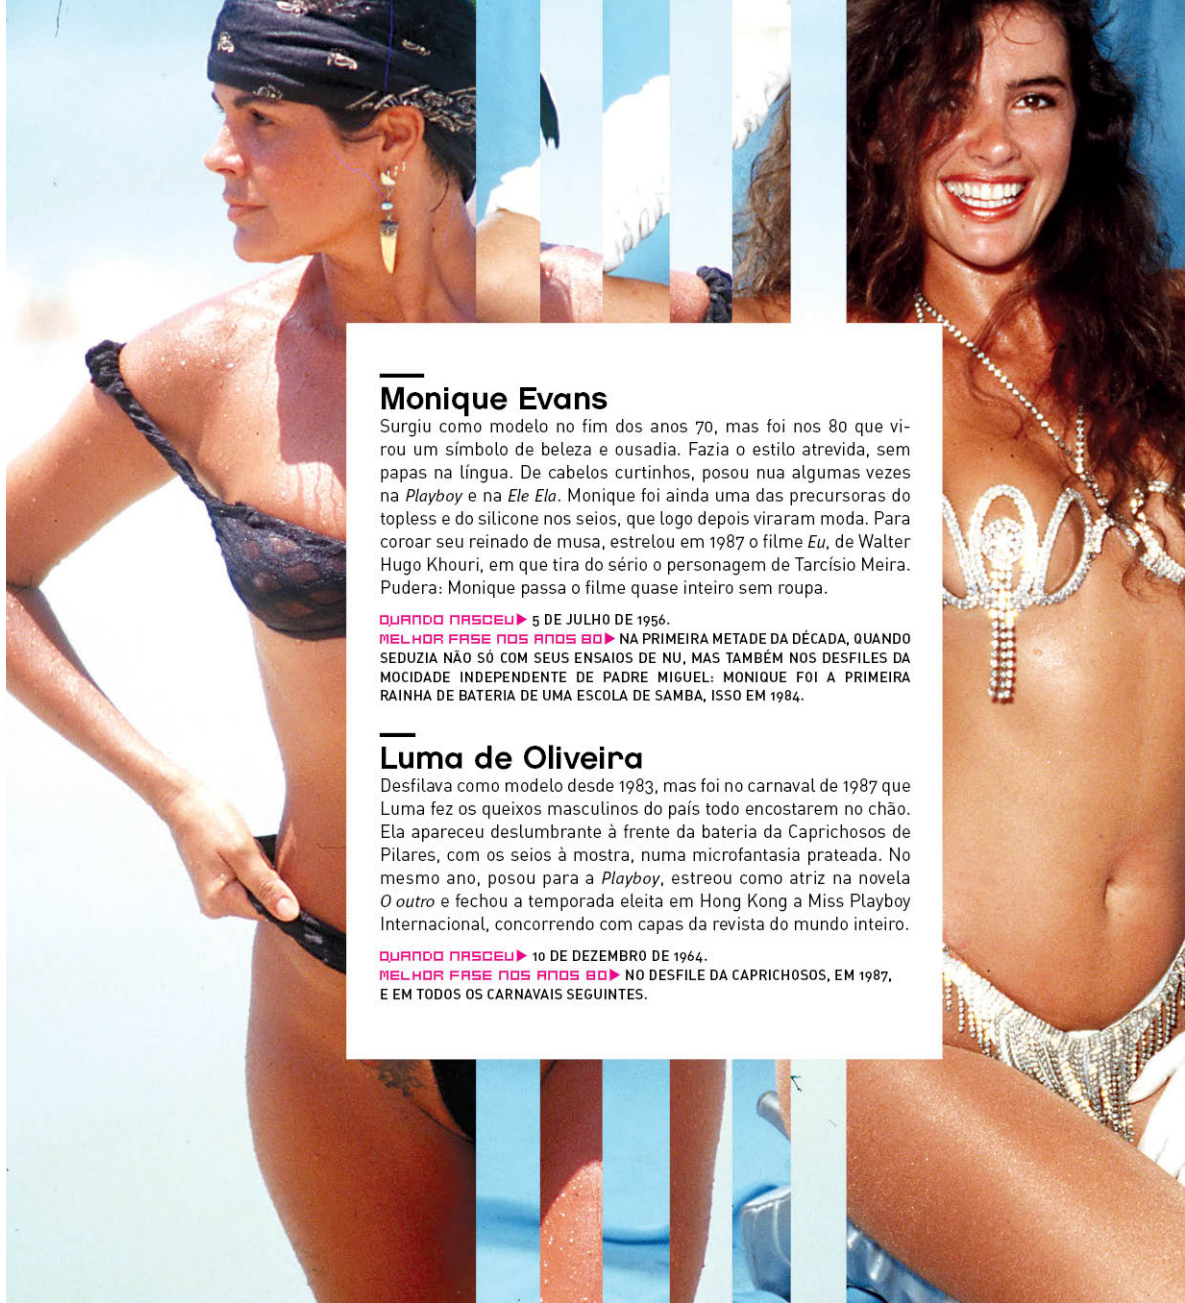 Monique Evans
Surgiu como modelo no fim dos anos 70, mas foi nos 80 que vi-
rou um símbolo de beleza e ousadia. Fazia o estilo atrevida, sem
papas na língua. De cabelos curtinhos, posou nua algumas vezes
na Playboy e na Ele Ela. Monique foi ainda uma das precursoras do
topless e do silicone nos seios, que logo depois viraram moda. Para
coroar seu reinado de musa, estrelou em 1987 o filme Eu, de Walter
Hugo Khouri, em que tira do sério o personagem de Tarcísio Meira.
Pudera: Monique passa o filme quase inteiro sem roupa.
QUANDO NASCEU▶ 5 DE JULHO DE 1956.
MELHOR FASE NOS ANOS 80▶ NA PRIMEIRA METADE DA DÉCADA, QUANDO
SEDUZIA NÃO SÓ COM SEUS ENSAIOS DE NU, MAS TAMBÉM NOS DESFILES DA
MOCIDADE INDEPENDENTE DE PADRE MIGUEL: MONIQUE FOI A PRIMEIRA
RAINHA DE BATERIA DE UMA ESCOLA DE SAMBA, ISSO EM 1984.
Luma de Oliveira
Desfilava como modelo desde 1983, mas foi no carnaval de 1987 que
Luma fez os queixos masculinos do país todo encostarem no chão.
Ela apareceu deslumbrante à frente da bateria da Caprichosos de
Pilares, com os seios à mostra, numa microfantasia prateada. No
mesmo ano, posou para a Playboy, estreou como atriz na novela
O outro e fechou a temporada eleita em Hong Kong a Miss Playboy
Internacional, concorrendo com capas da revista do mundo inteiro.
QUANDO NASCEU▶ 10 DE DEZEMBRO DE 1964.
MELHOR FASE NOS ANOS 80▶ NO DESFILE DA CAPRICHOSOS, EM 1987,
E EM TODOS OS CARNAVAIS SEGUINTES.